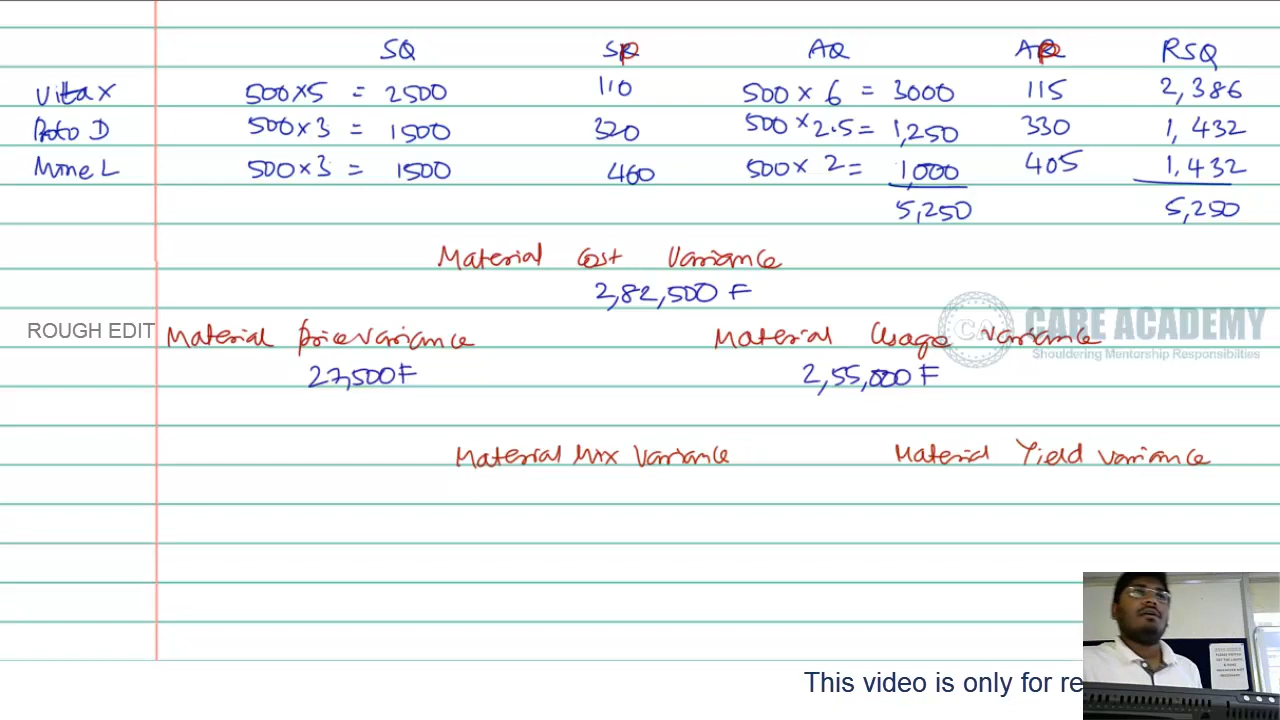 SQ SP AQ AP RSQ
Vitta X 500 × 5 = 2500 110 500 × 6 = 3000 115 2,386
Proto D 500 × 3 = 1500 320 500 × 2.5 = 1,250 330 1,432
Mine L 500 × 3 = 1500 460 500 × 2 = 1,000 405 1,432
5,250 5,250
Material Cost Variance
2,82,500 F
CARE ACADEMY
Shouldering Mentorship Responsibilties
ROUGH EDIT Material price variance Material Usage variance
27,500 F 2,55,000 F
Material Mix Variance Material Yield variance
This video is only for re